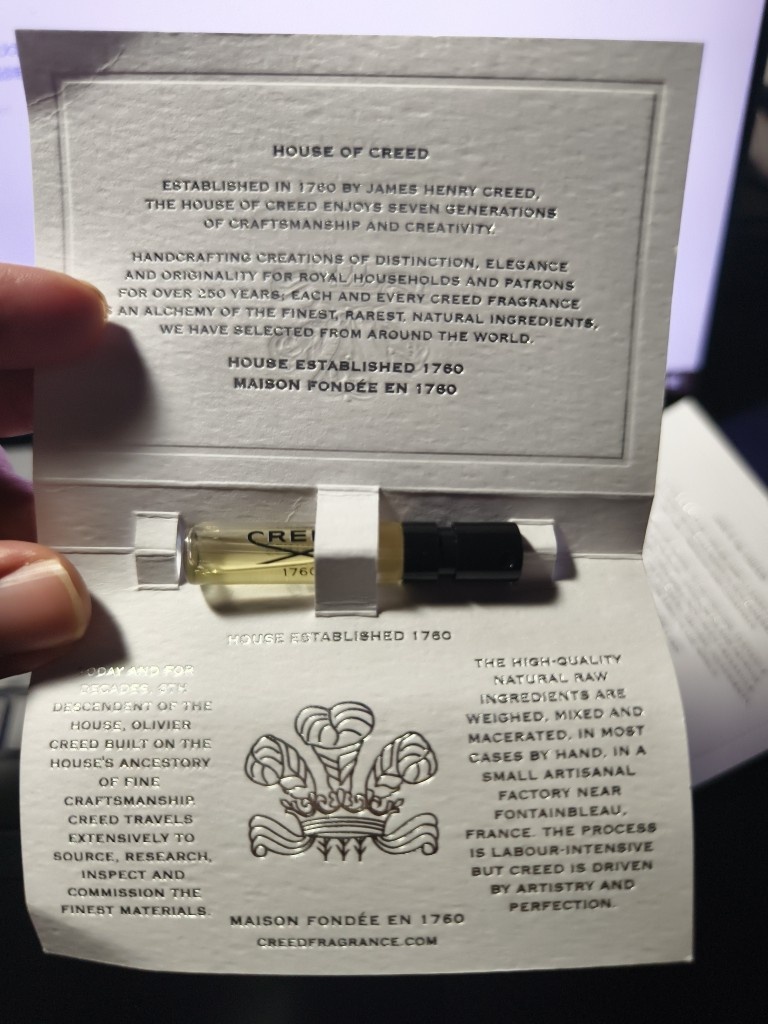 HOUSE OF CREED
ESTABLISHED IN 1760 BY JAMES HENRY CREED,
THE HOUSE OF CREED ENJOYS SEVEN GENERATIONS
OF CRAFTSMANSHIP AND CREATIVITY.
HANDCRAFTING CREATIONS OF DISTINCTION, ELEGANCE
AND ORIGINALITY FOR ROYAL HOUSEHOLDS AND PATRONS
FOR OVER 250 YEARS; EACH AND EVERY CREED FRAGRANCE
AN ALCHEMY OF THE FINEST, RAREST, NATURAL INGREDIENTS,
WE HAVE SELECTED FROM AROUND THE WORLD.
HOUSE ESTABLISHED 1760
MAISON FONDÉE EN 1760
CREE
1760
HOUSE ESTABLISHED 1760
TODAY AND FOR
DECADES, 6TH
DESCENDENT OF THE
HOUSE, OLIVIER
CREED BUILT ON THE
HOUSE'S ANCESTORY
OF FINE
CRAFTSMANSHIP.
CREED TRAVELS
EXTENSIVELY TO
SOURCE, RESEARCH,
INSPECT AND
COMMISSION THE
FINEST MATERIALS.
THE HIGH-QUALITY
NATURAL RAW
INGREDIENTS ARE
WEIGHED, MIXED AND
MACERATED, IN MOST
CASES BY HAND, IN A
SMALL ARTISANAL
FACTORY NEAR
FONTAINBLEAU,
FRANCE. THE PROCESS
IS LABOUR-INTENSIVE
BUT CREED IS DRIVEN
BY ARTISTRY AND
PERFECTION.
MAISON FONDÉE EN 1760
CREEDFRAGRANCE.COM